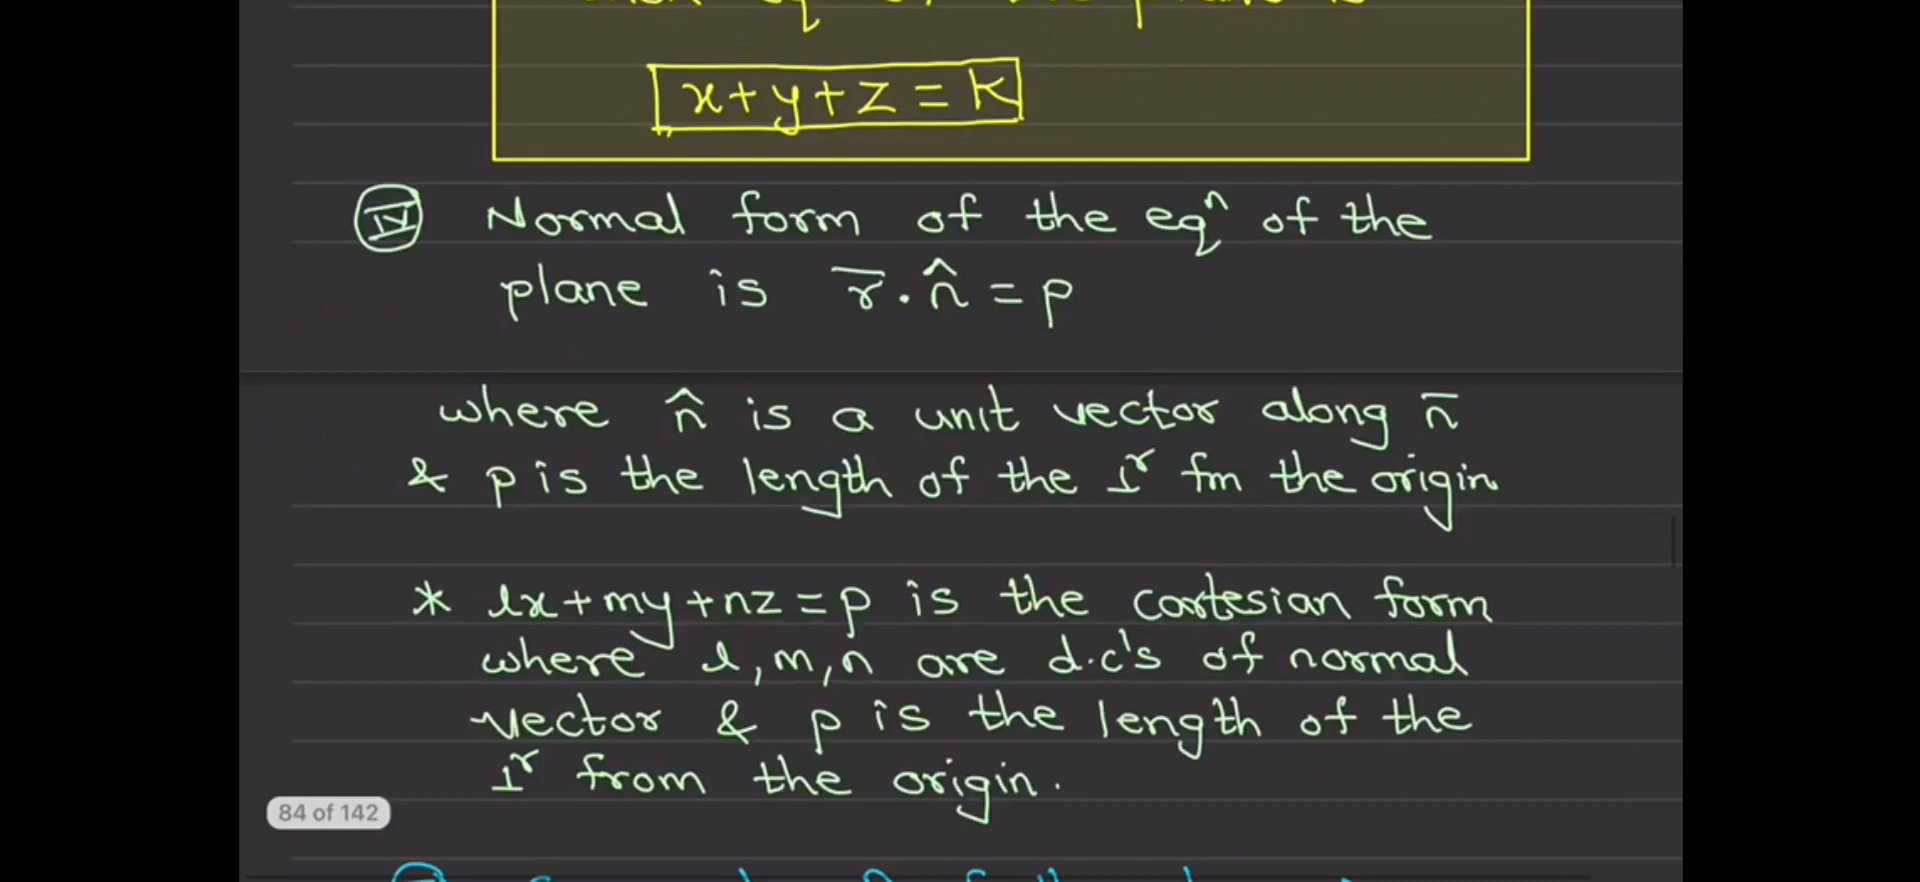 x+y+z=K
IV Normal form of the eqⁿ of the
plane is r̅.n̂=p
where n̂ is a unit vector along n̅
& p is the length of the ⊥ʳ fm the origin
* lx+my+nz=p is the cartesian form
where l,m,n are d.c's of normal
vector & p is the length of the
⊥ʳ from the origin.
84 of 142